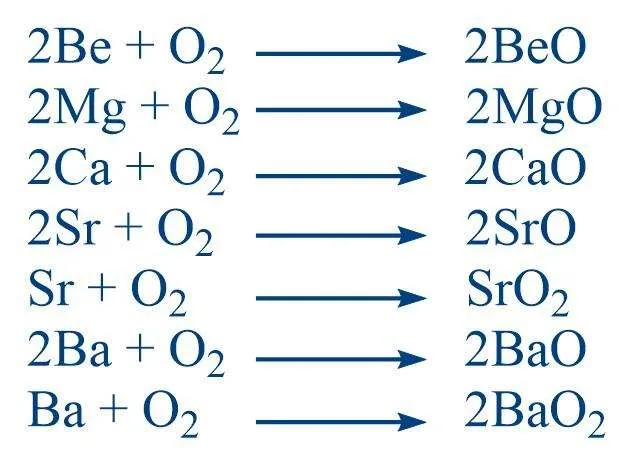 2Be + O₂ ⟶ 2BeO
2Mg + O₂ ⟶ 2MgO
2Ca + O₂ ⟶ 2CaO
2Sr + O₂ ⟶ 2SrO
Sr + O₂ ⟶ SrO₂
2Ba + O₂ ⟶ 2BaO
Ba + O₂ ⟶ 2BaO₂